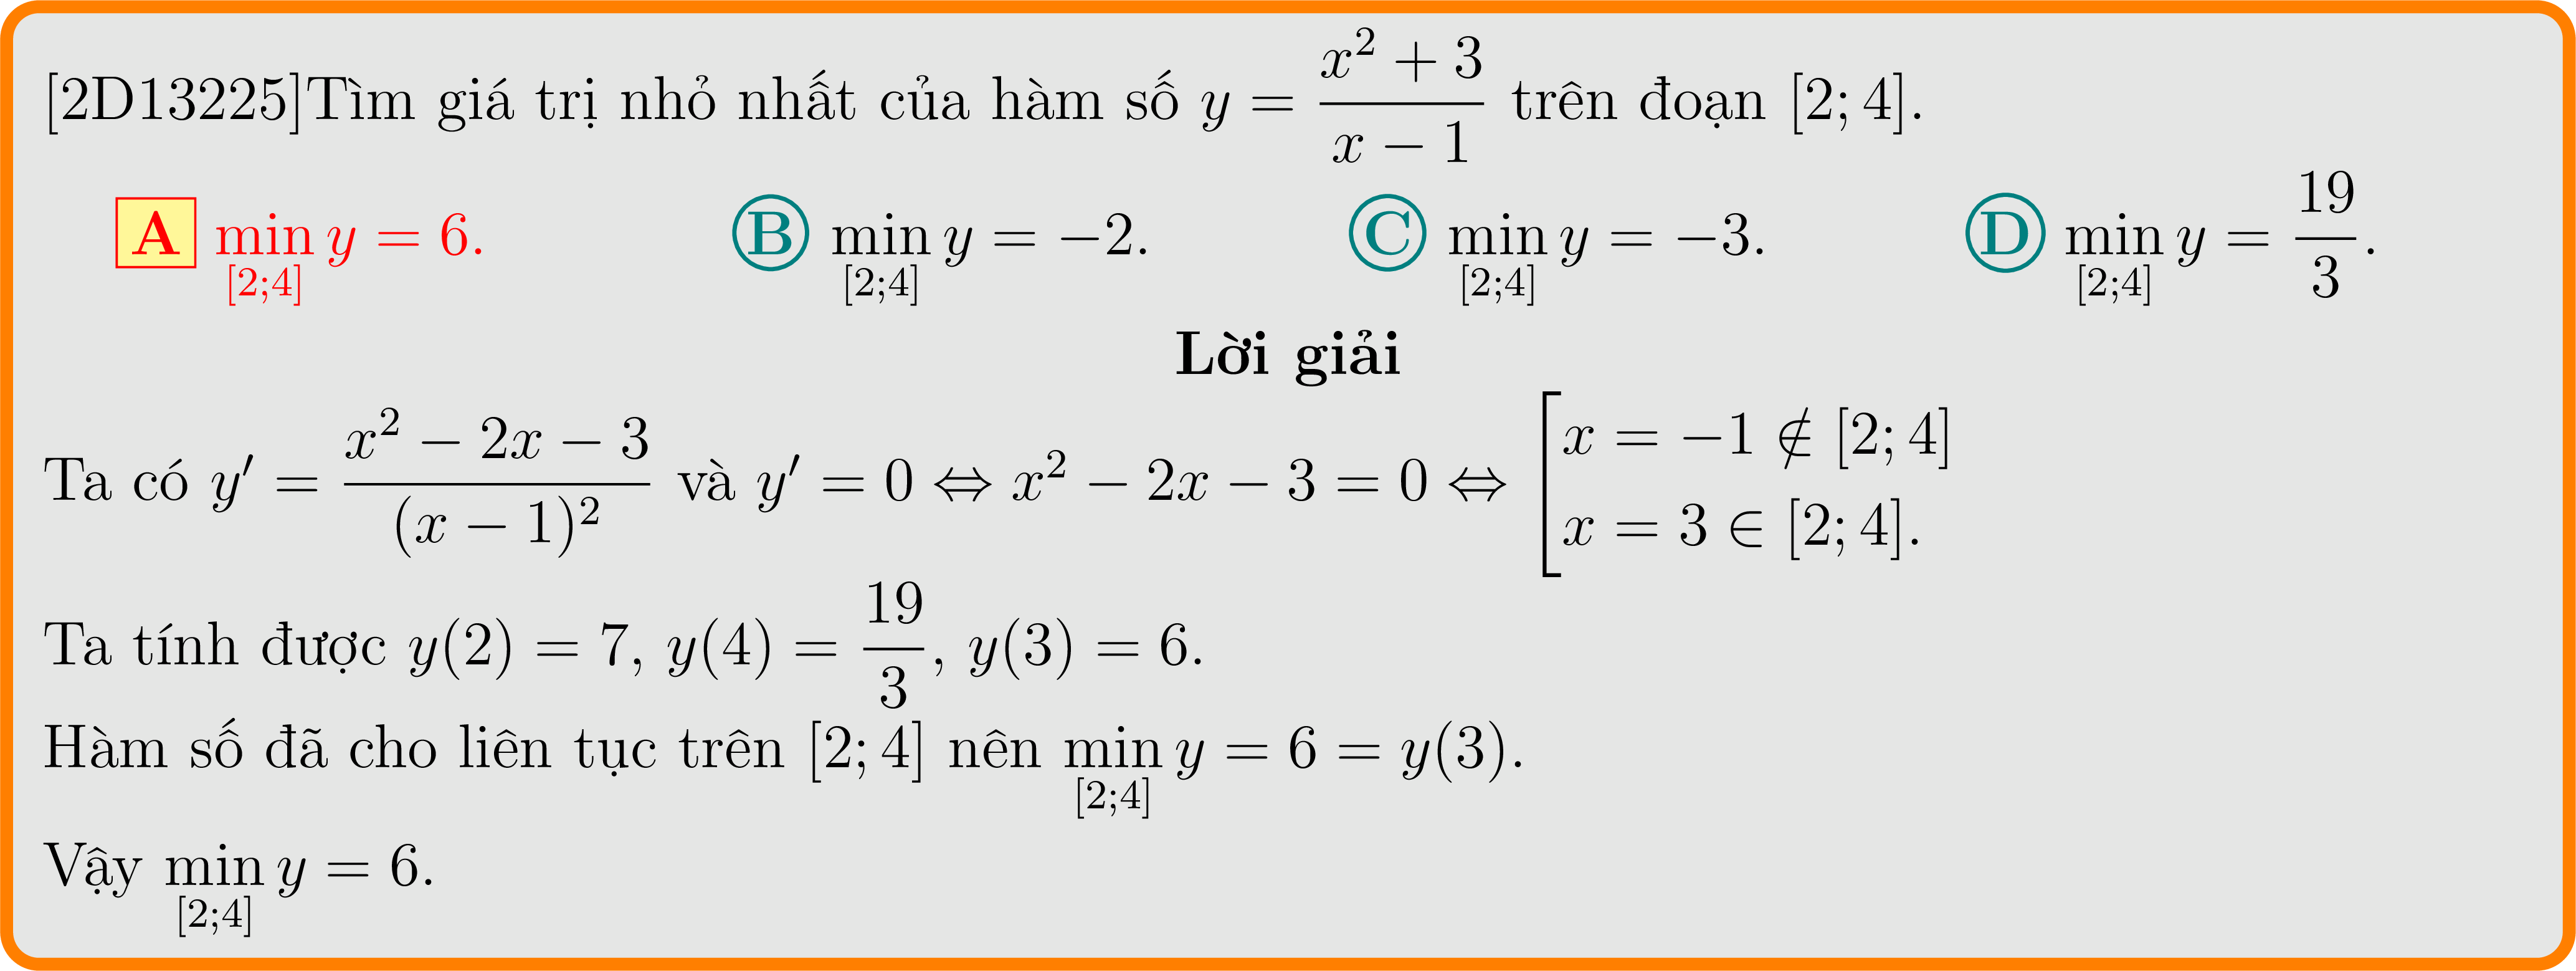 [2D13225]Tìm giá trị nhỏ nhất của hàm số $y = \dfrac{x^2 + 3}{x - 1}$ trên đoạn $[2; 4]$.
A $\min\limits_{[2;4]} y = 6.$ B $\min\limits_{[2;4]} y = -2.$ C $\min\limits_{[2;4]} y = -3.$ D $\min\limits_{[2;4]} y = \dfrac{19}{3}.$
Lời giải
Ta có $y' = \dfrac{x^2 - 2x - 3}{(x - 1)^2}$ và $y' = 0 \Leftrightarrow x^2 - 2x - 3 = 0 \Leftrightarrow \left[\begin{array}{l} x = -1 \notin [2; 4] \\ x = 3 \in [2; 4]. \end{array}\right.$
Ta tính được $y(2) = 7$, $y(4) = \dfrac{19}{3}$, $y(3) = 6$.
Hàm số đã cho liên tục trên $[2; 4]$ nên $\min\limits_{[2;4]} y = 6 = y(3)$.
Vậy $\min\limits_{[2;4]} y = 6$.